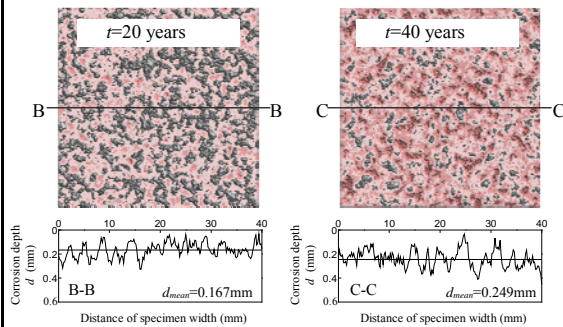 t=20 years
t=40 years
B
B
C
C
0 10 20 30 40
0 10 20 30 40
0
0.2
0.4
0.6
0
0.2
0.4
0.6
Corrosion depth
d (mm)
Corrosion depth
d (mm)
B-B
dmean=0.167mm
C-C
dmean=0.249mm
Distance of specimen width (mm)
Distance of specimen width (mm)